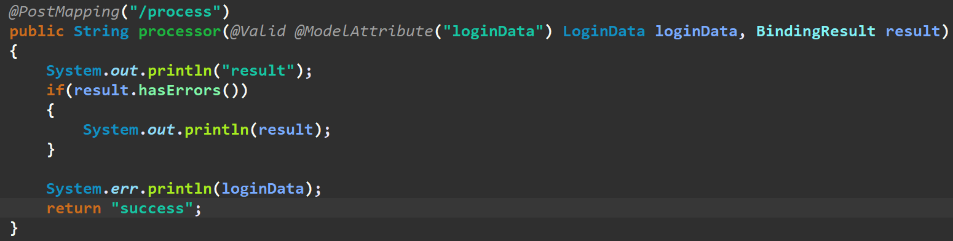 @PostMapping("/process")
public String processor(@Valid @ModelAttribute("loginData") LoginData loginData, BindingResult result)
{
    System.out.println("result");
    if(result.hasErrors())
    {
        System.out.println(result);
    }

    System.err.println(loginData);
    return "success";
}